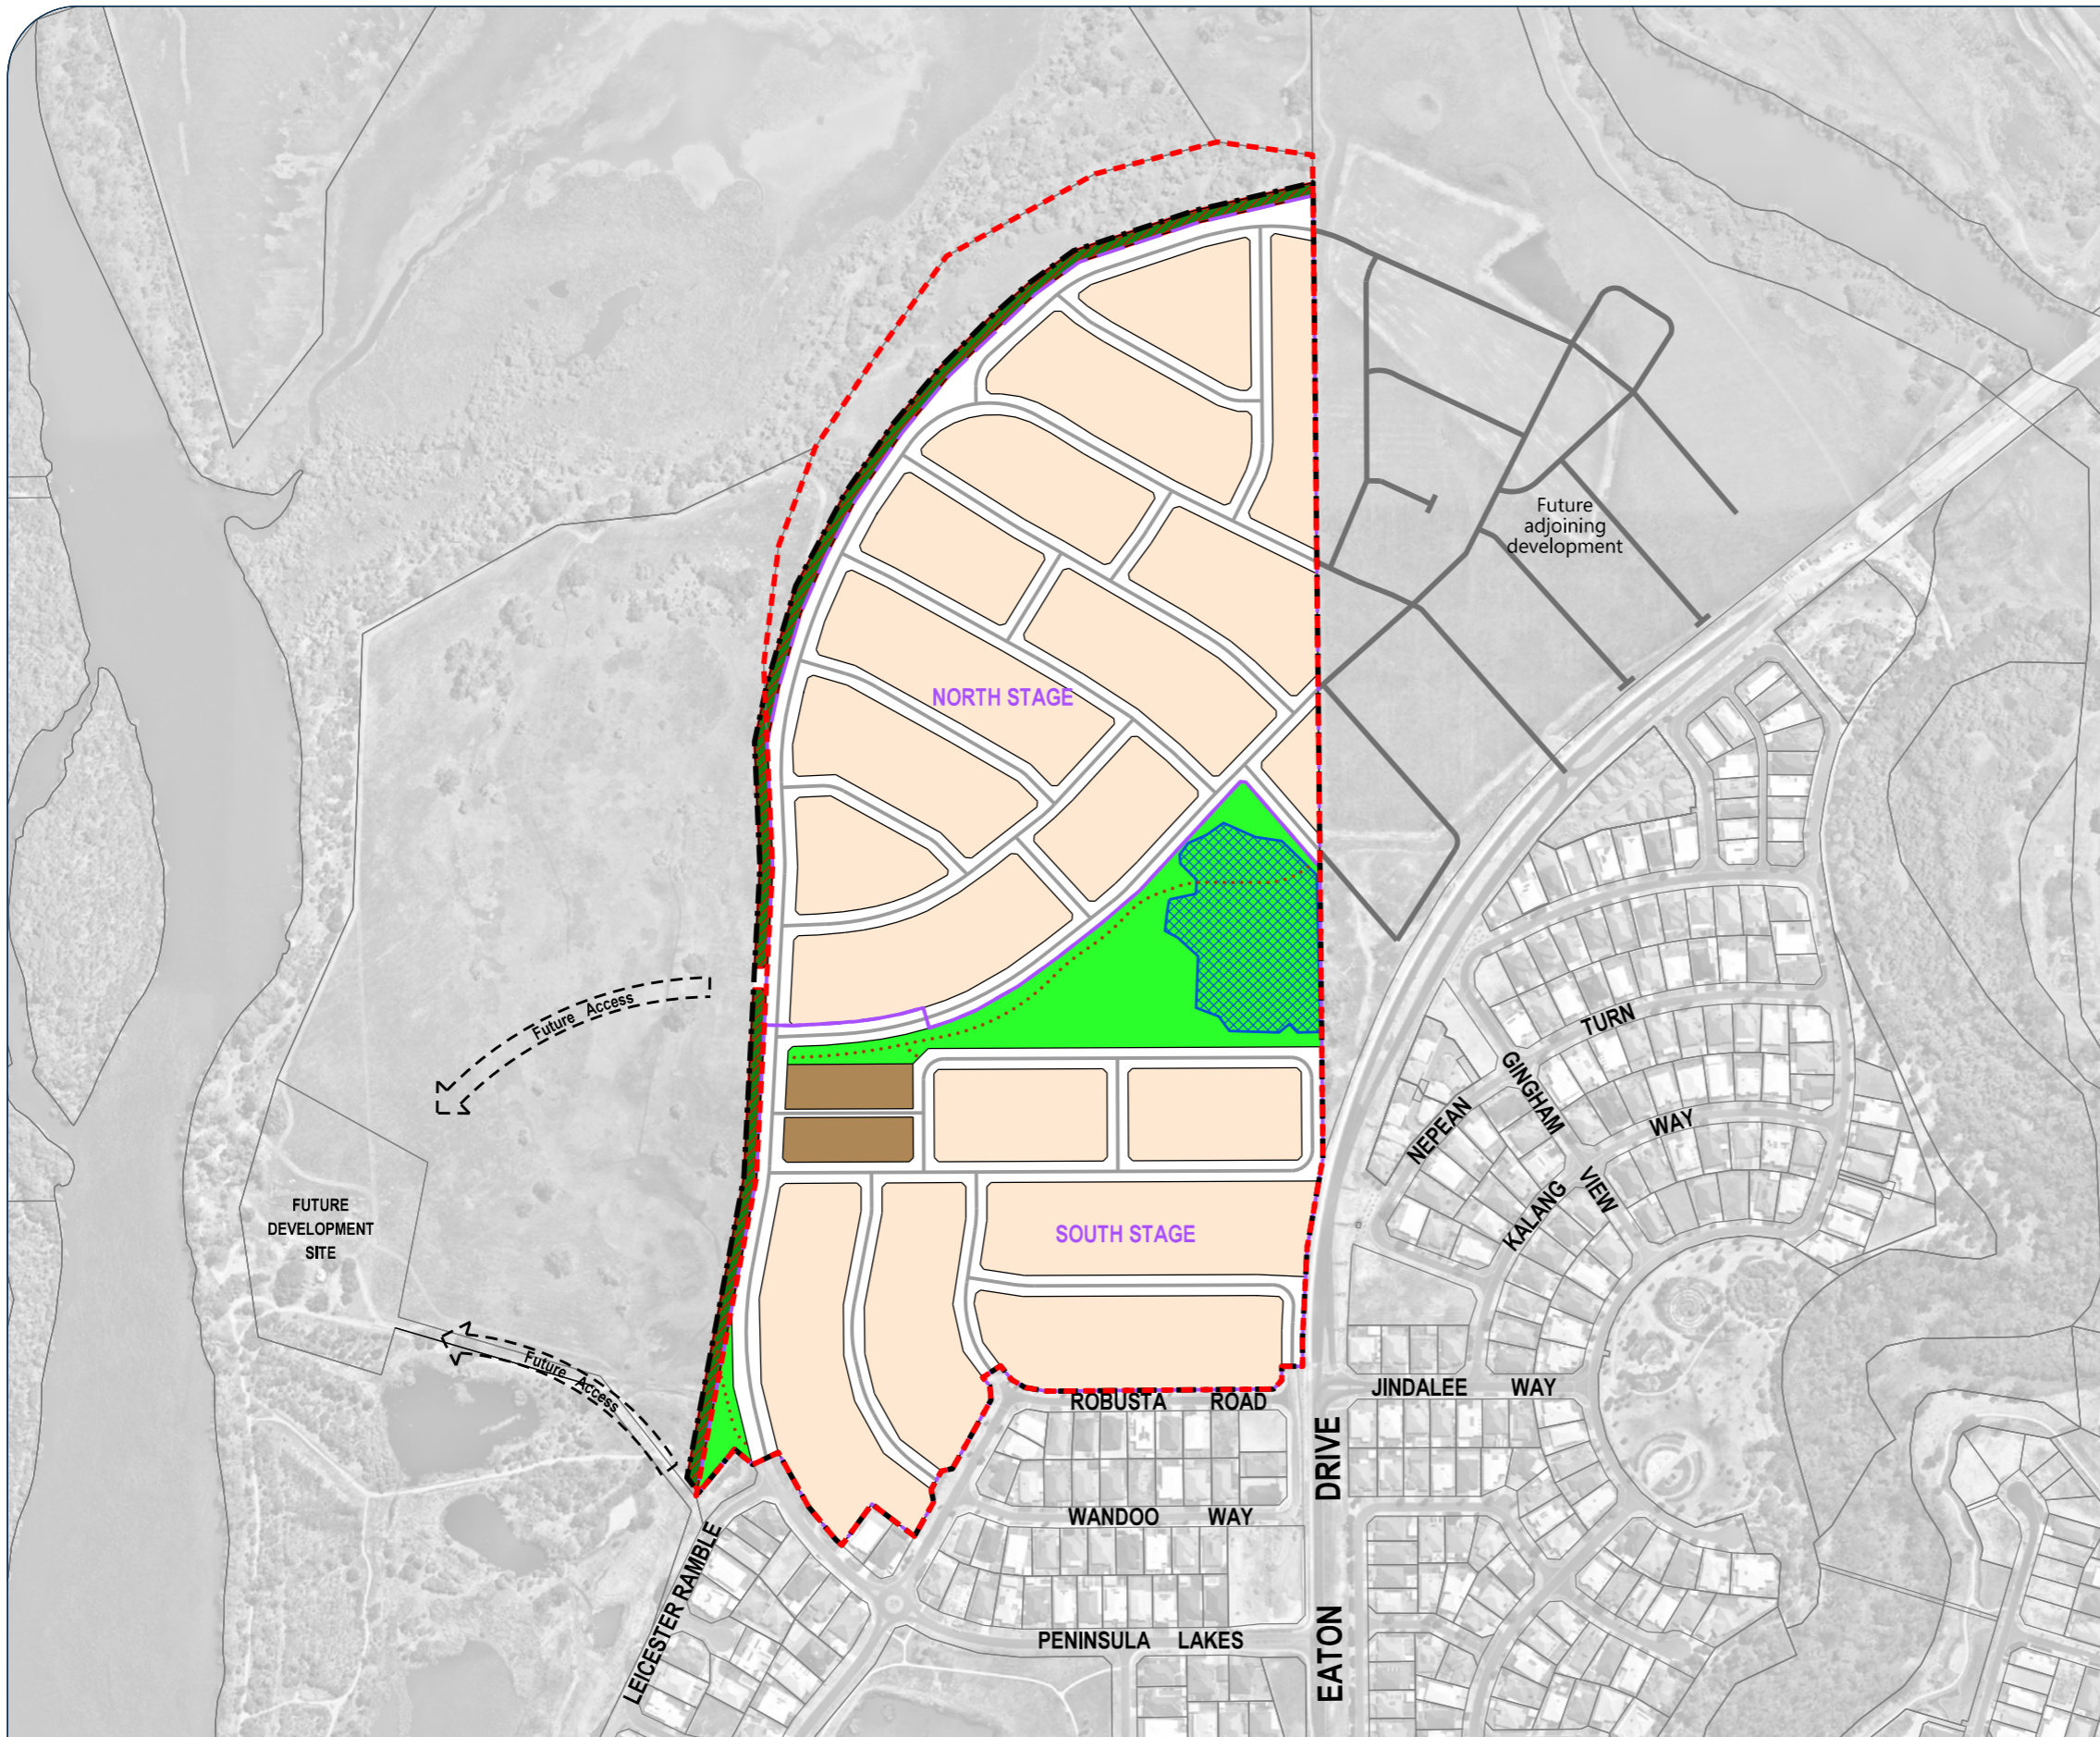 Future
adjoining
development
NORTH STAGE
Future Access
TURN
GINGHAM
NEPEAN
WAY
VIEW
KALANG
FUTURE
DEVELOPMENT
SITE
SOUTH STAGE
Future Access
JINDALEE WAY
ROBUSTA ROAD
DRIVE
WANDOO WAY
LEICESTER RAMBLE
PENINSULA LAKES
EATON